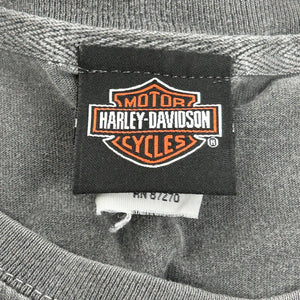 MOTOR
HARLEY-DAVIDSON
CYCLES
®
RN 87270